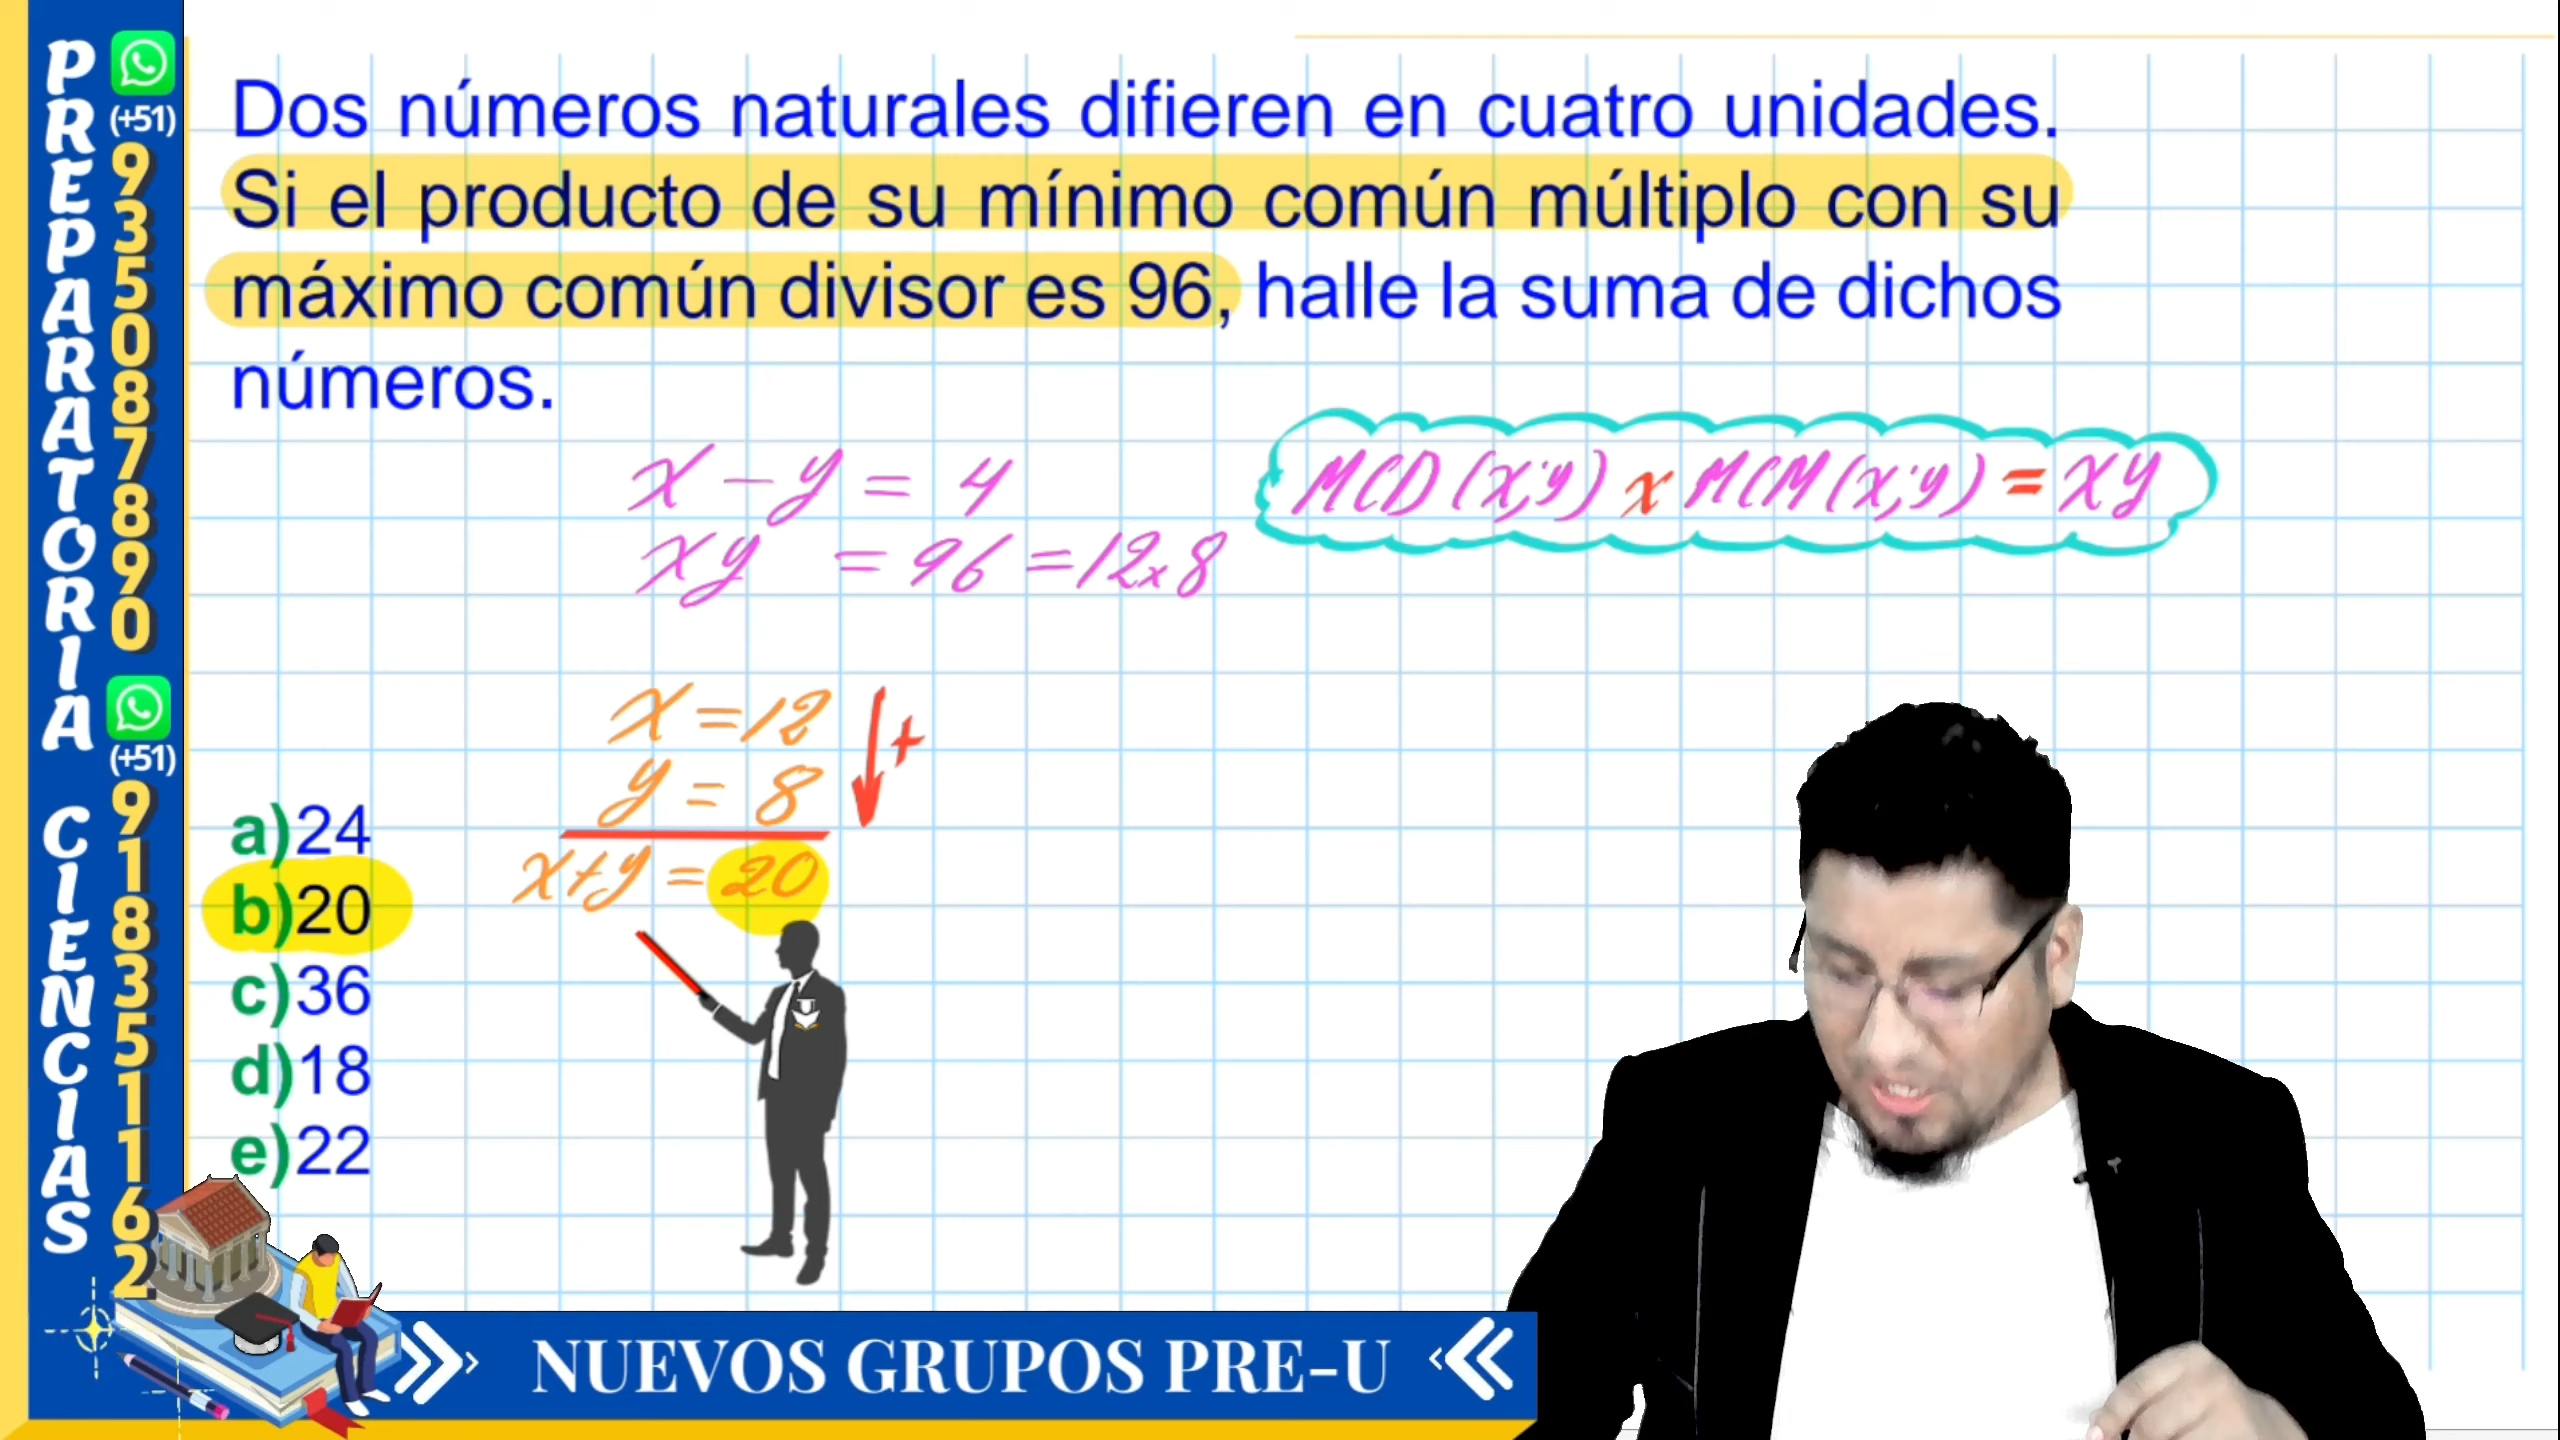 PREPARATORIA CIENCIAS
(+51)
935087890
(+51)
918351162
Dos números naturales difieren en cuatro unidades.
Si el producto de su mínimo común múltiplo con su
máximo común divisor es 96, halle la suma de dichos
números.
x - y = 4
MCD(x;y) x MCM(x;y) = xy
xy = 96 = 12x8
x = 12
+
y = 8
x+y = 20
a)24
b)20
c)36
d)18
e)22
NUEVOS GRUPOS PRE-U